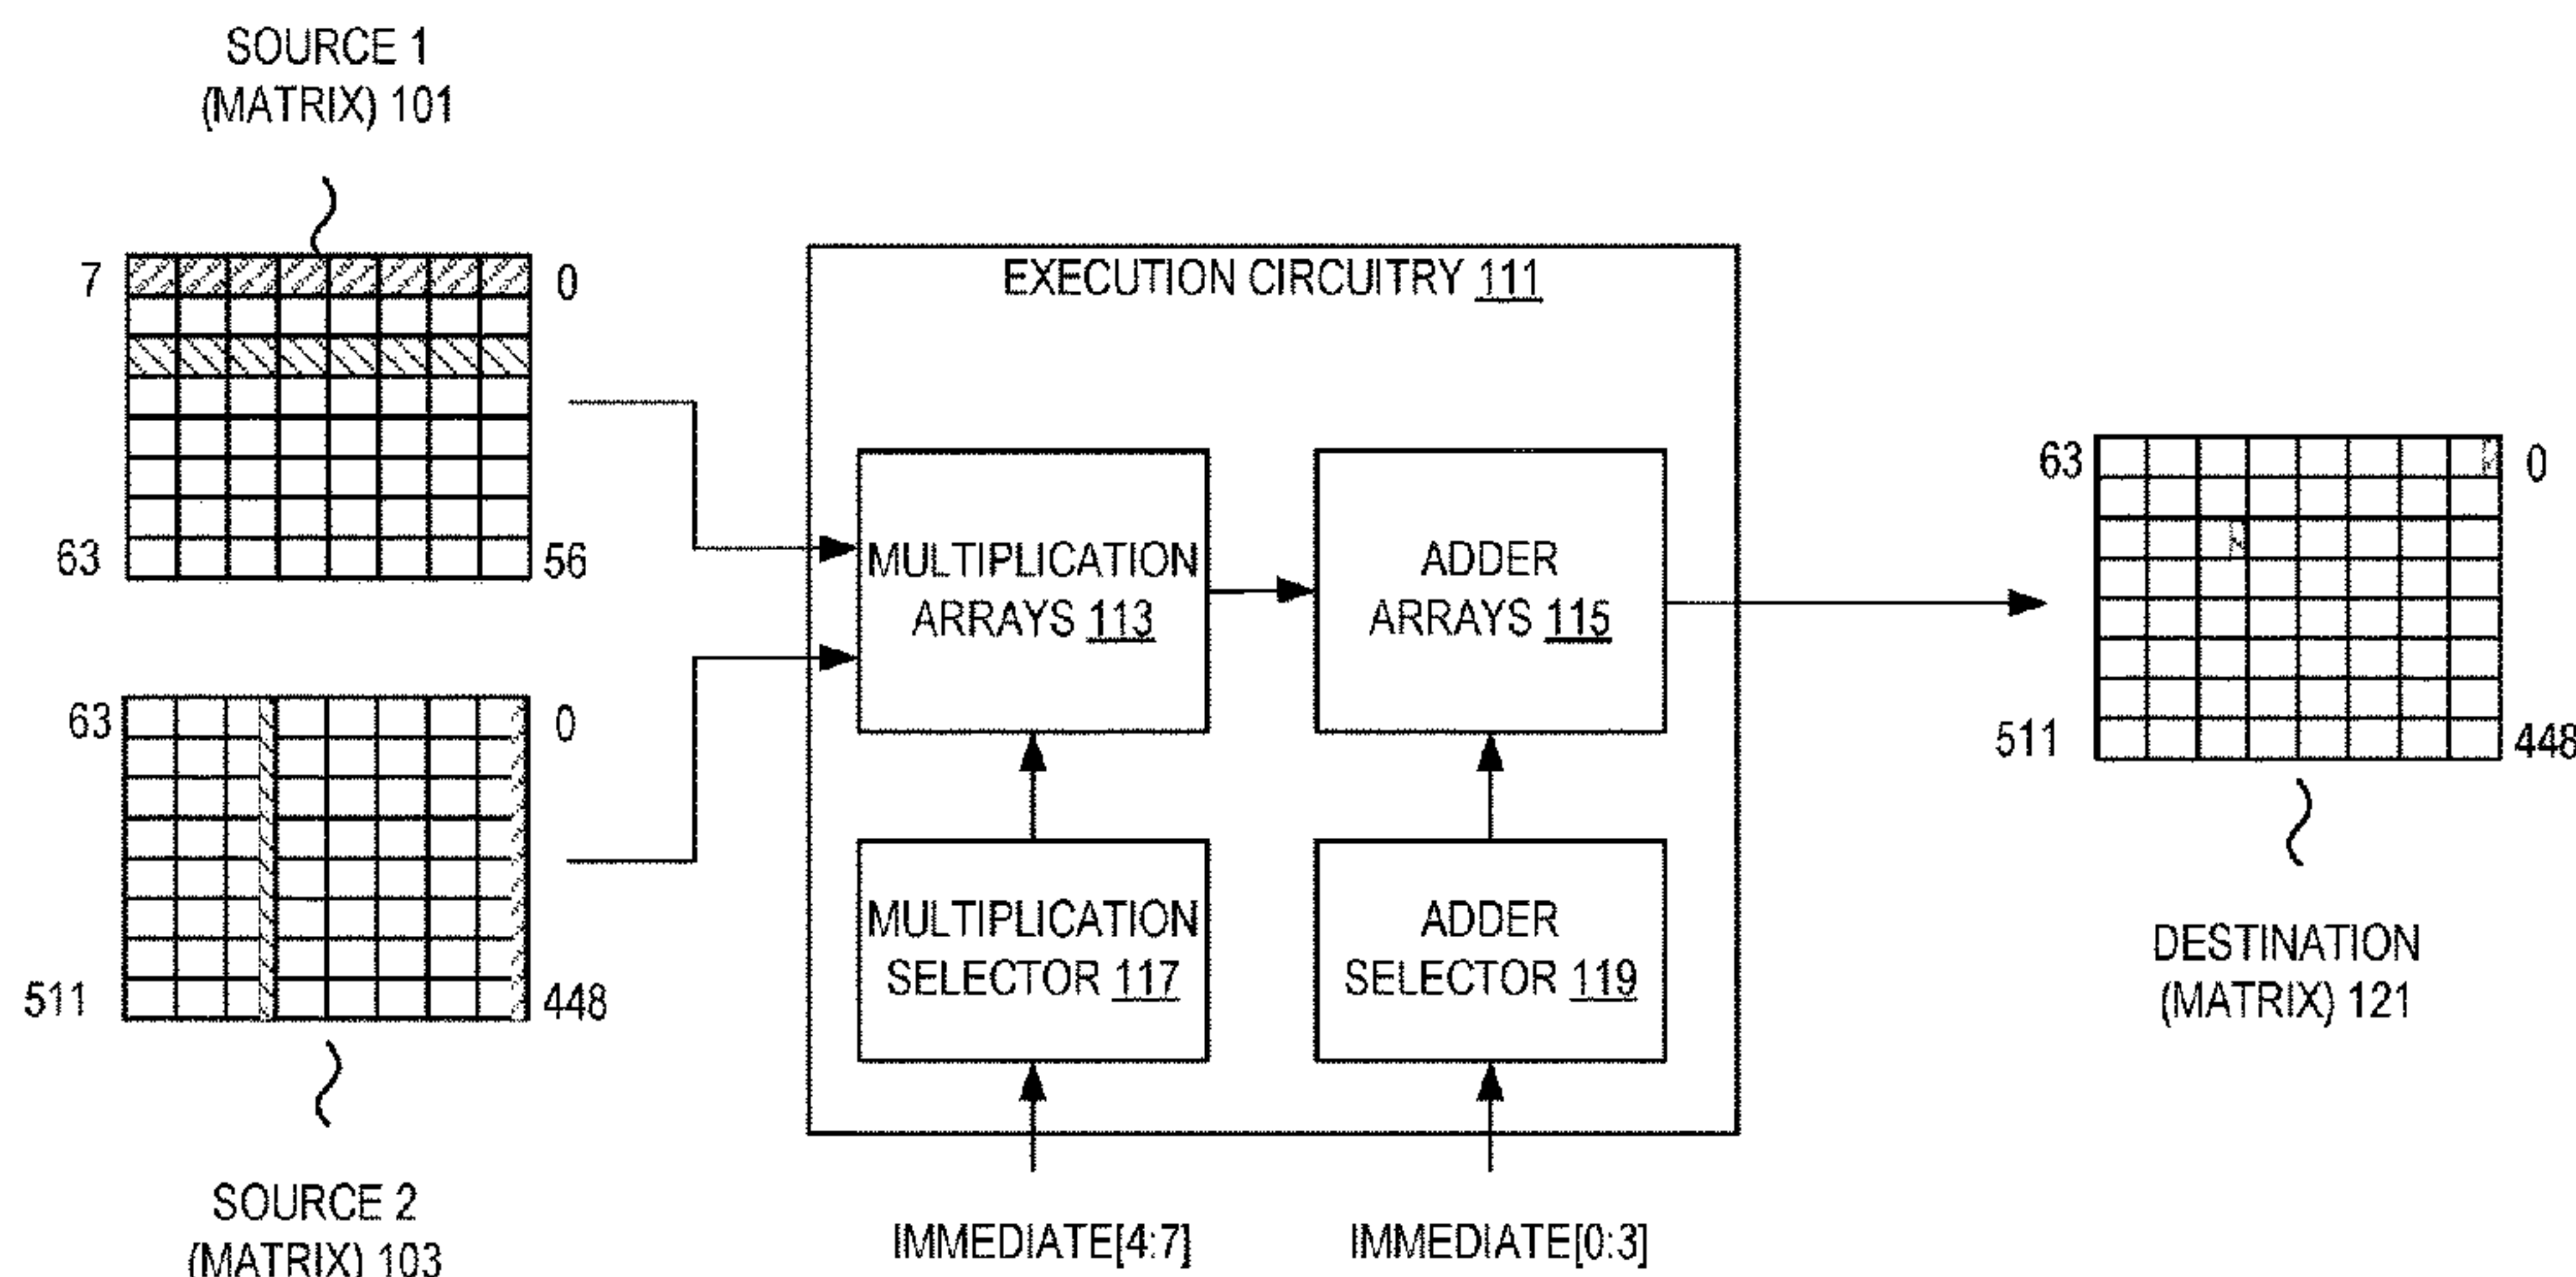 SOURCE 1
(MATRIX) 101
7
0
63
56
63
0
511
448
SOURCE 2
(MATRIX) 103
EXECUTION CIRCUITRY 111
MULTIPLICATION
ARRAYS 113
ADDER
ARRAYS 115
MULTIPLICATION
SELECTOR 117
ADDER
SELECTOR 119
IMMEDIATE[4:7]
IMMEDIATE[0:3]
63
0
511
448
DESTINATION
(MATRIX) 121